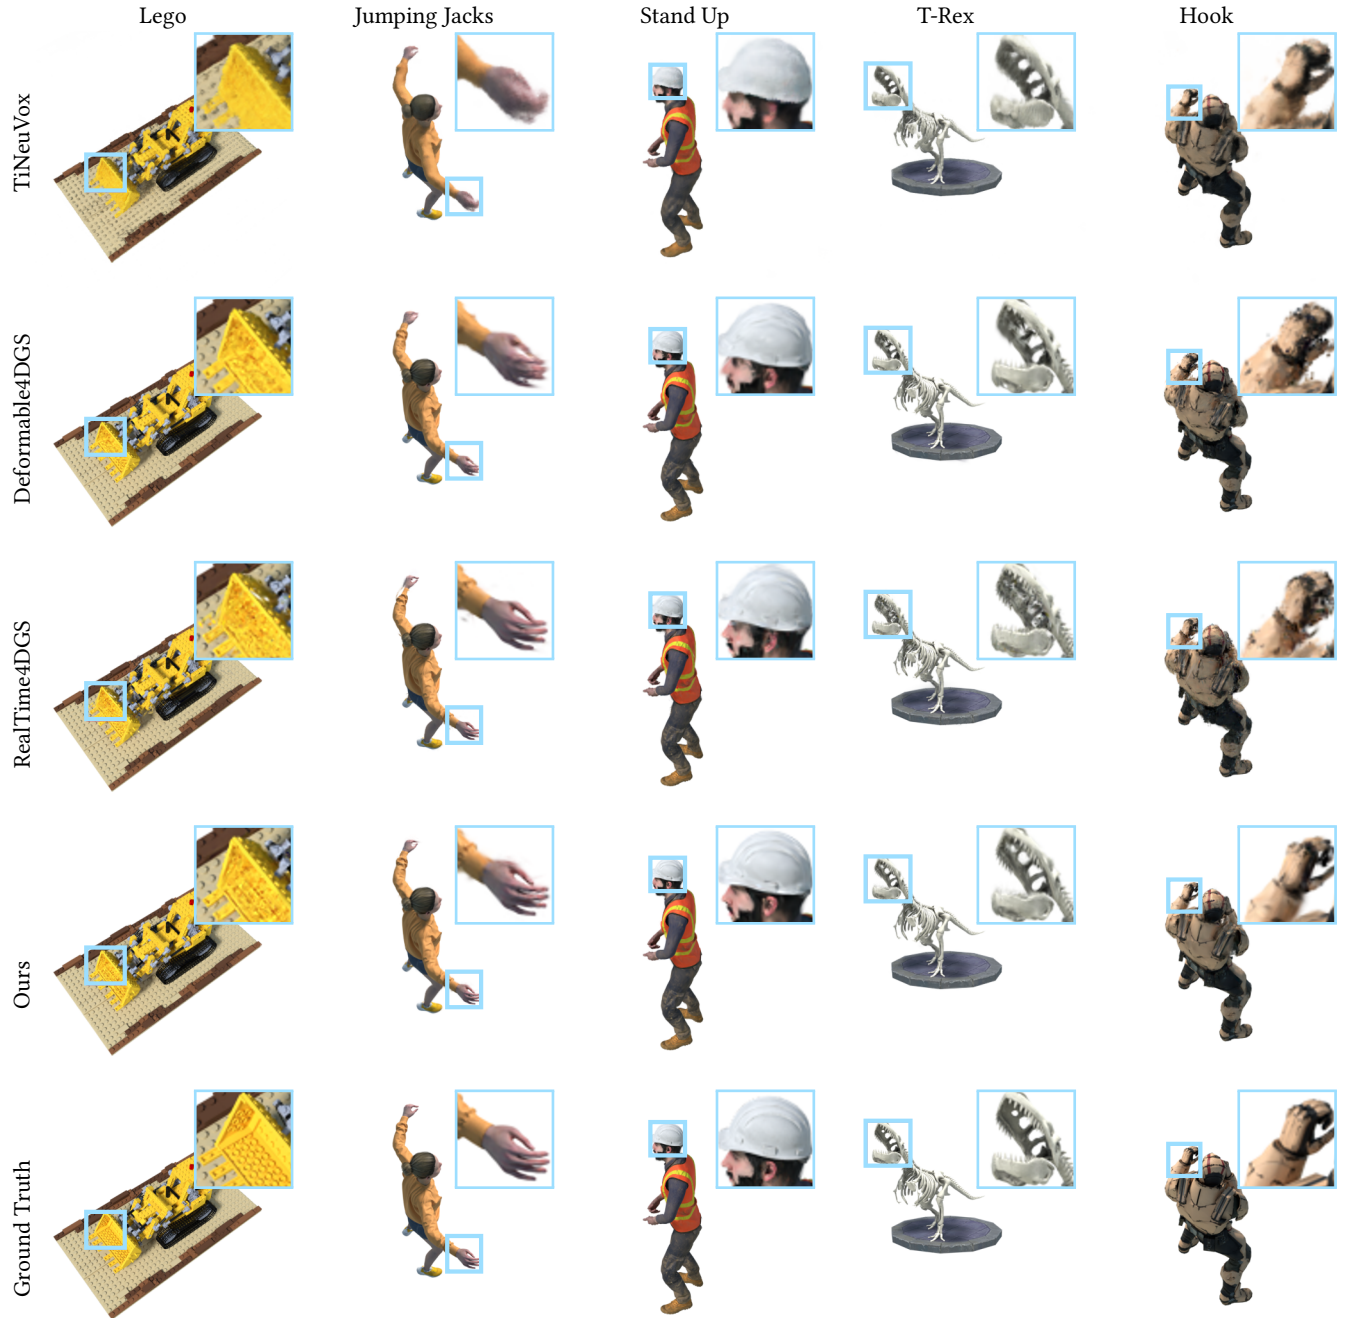 Lego
Jumping Jacks
Stand Up
T-Rex
Hook
TiNeuVox
Deformable4DGS
RealTime4DGS
Ours
Ground Truth